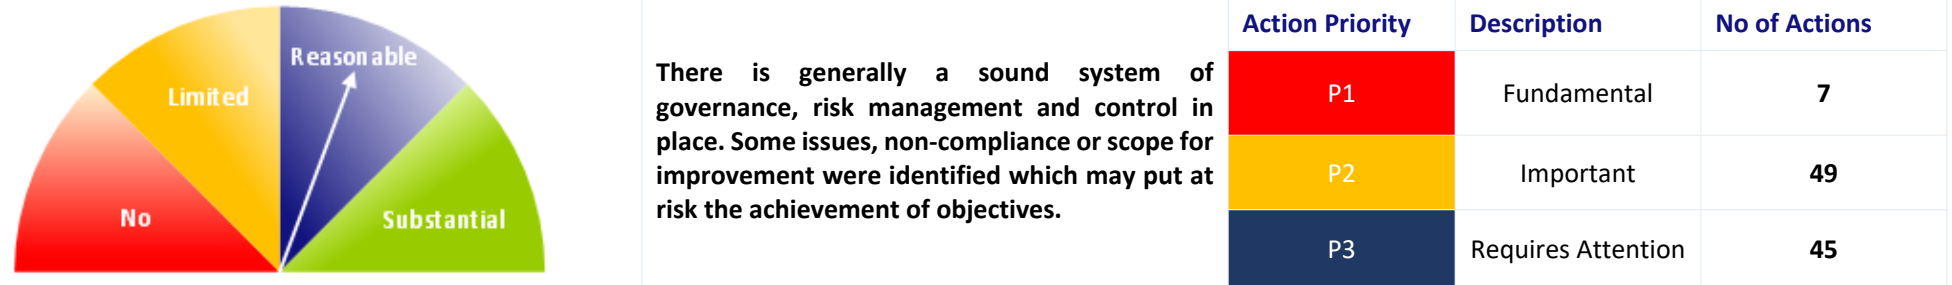 Reasonable
Limited
No
Substantial
There is generally a sound system of
governance, risk management and control in
place. Some issues, non-compliance or scope for
improvement were identified which may put at
risk the achievement of objectives.
Action Priority Description No of Actions
P1 Fundamental 7
P2 Important 49
P3 Requires Attention 45